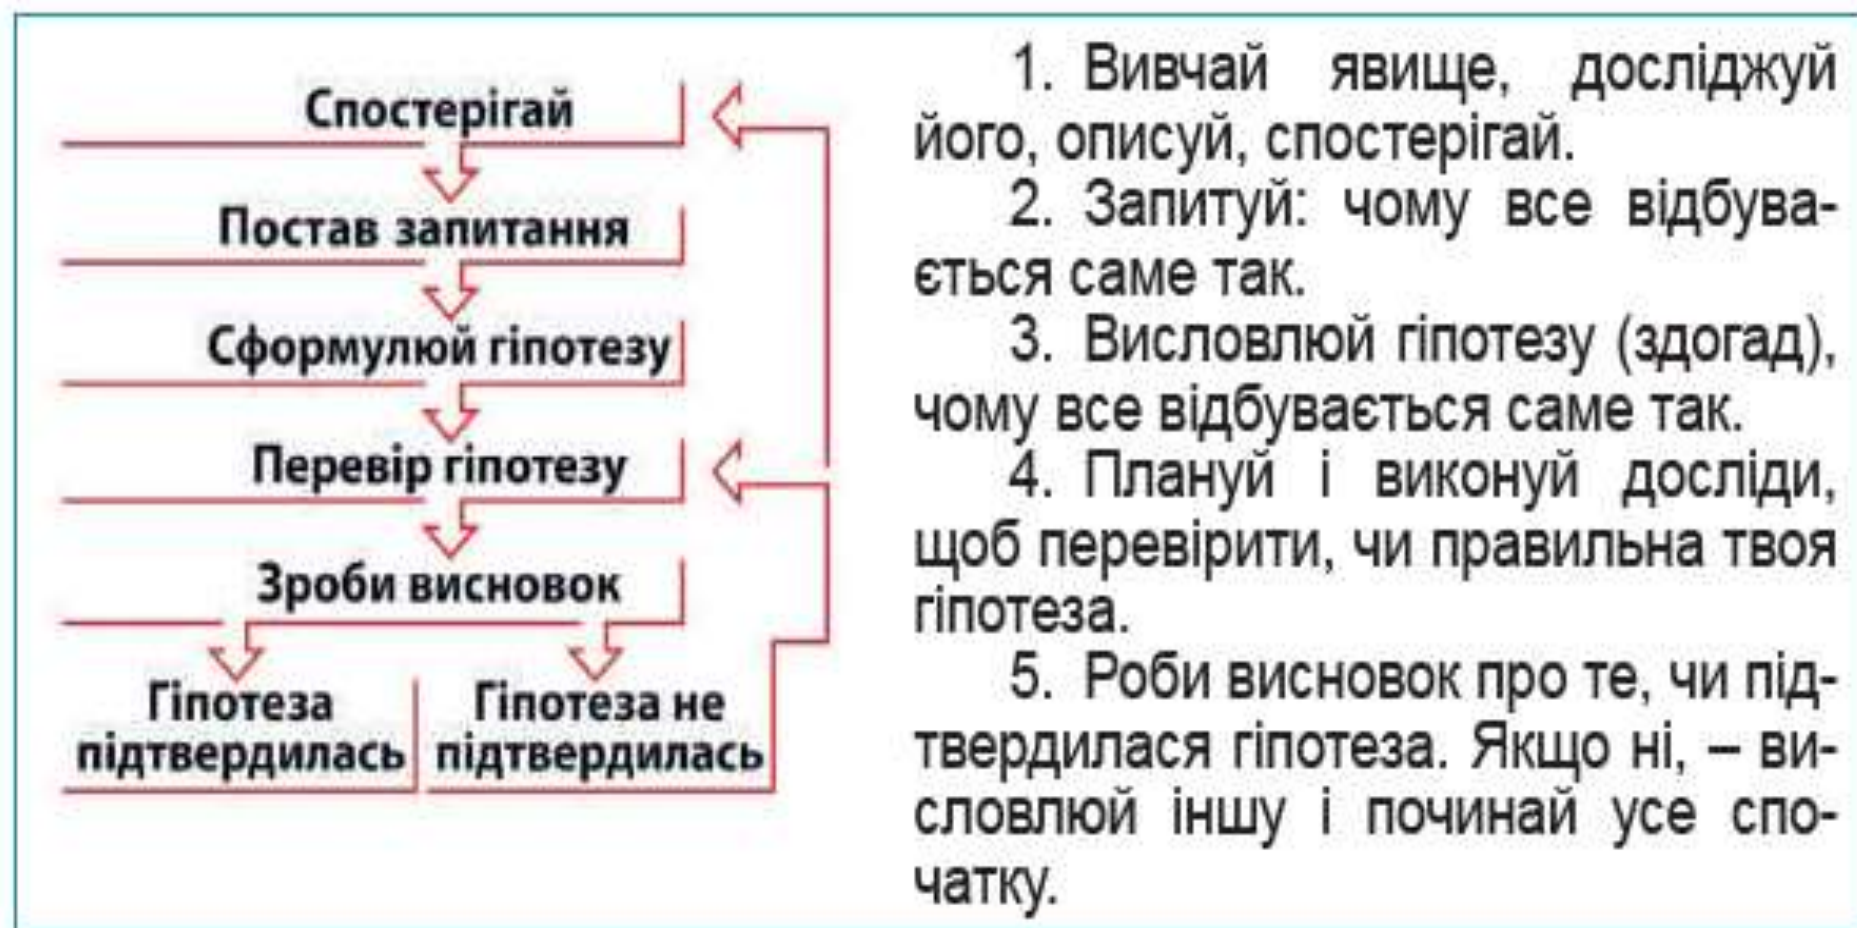 Спостерігай
Постав запитання
Сформулюй гіпотезу
Перевір гіпотезу
Зроби висновок
Гіпотеза
підтвердилась
Гіпотеза не
підтвердилась
1. Вивчай явище, досліджуй
його, описуй, спостерігай.
2. Запитуй: чому все відбува-
ється саме так.
3. Висловлюй гіпотезу (здогад),
чому все відбувається саме так.
4. Плануй і виконуй досліди,
щоб перевірити, чи правильна твоя
гіпотеза.
5. Роби висновок про те, чи під-
твердилася гіпотеза. Якщо ні, – ви-
словлюй іншу і починай усе спо-
чатку.